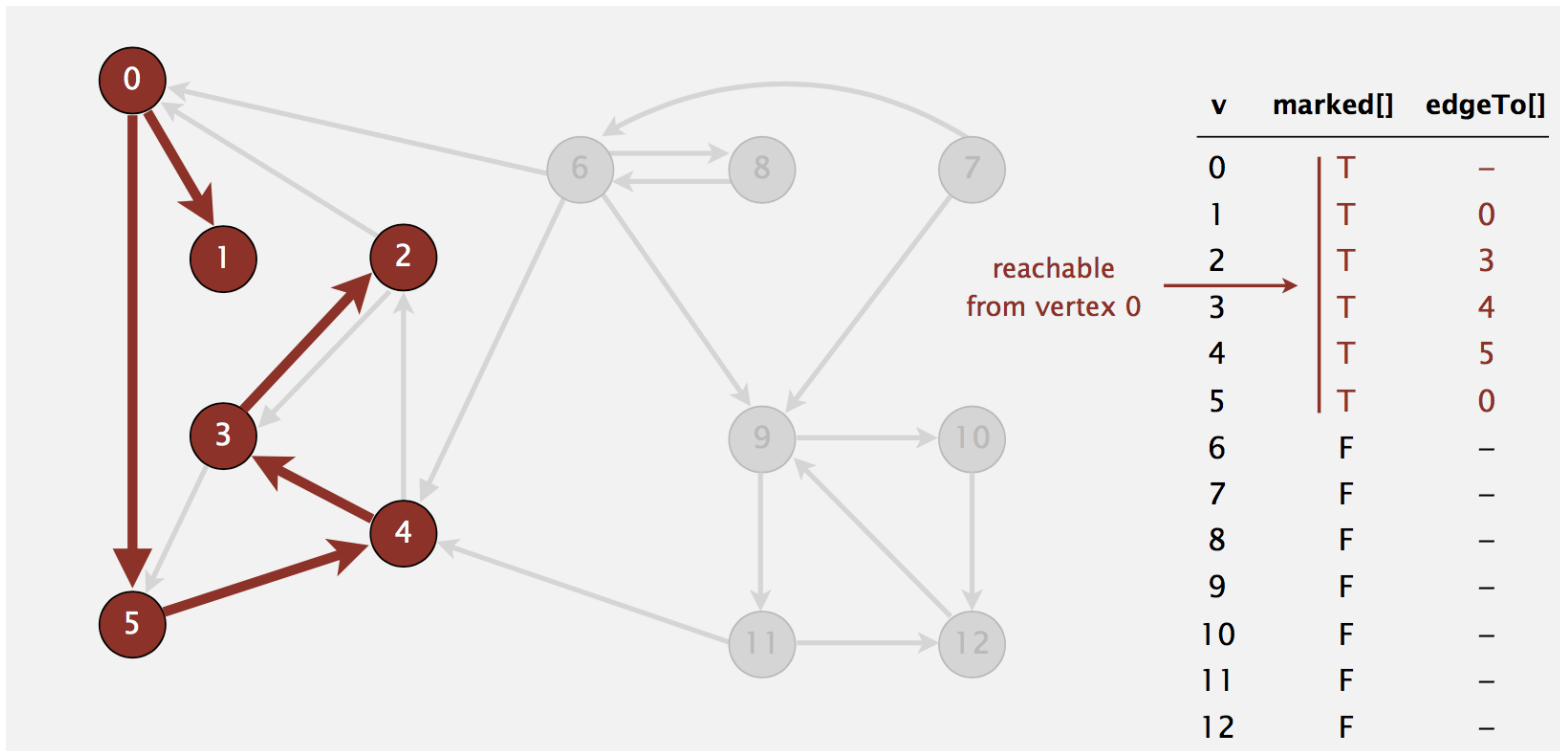 0
6
8
7
1
2
3
9
10
4
5
11
12
reachable
from vertex 0
v marked[] edgeTo[]
0 T –
1 T 0
2 T 3
3 T 4
4 T 5
5 T 0
6 F –
7 F –
8 F –
9 F –
10 F –
11 F –
12 F –